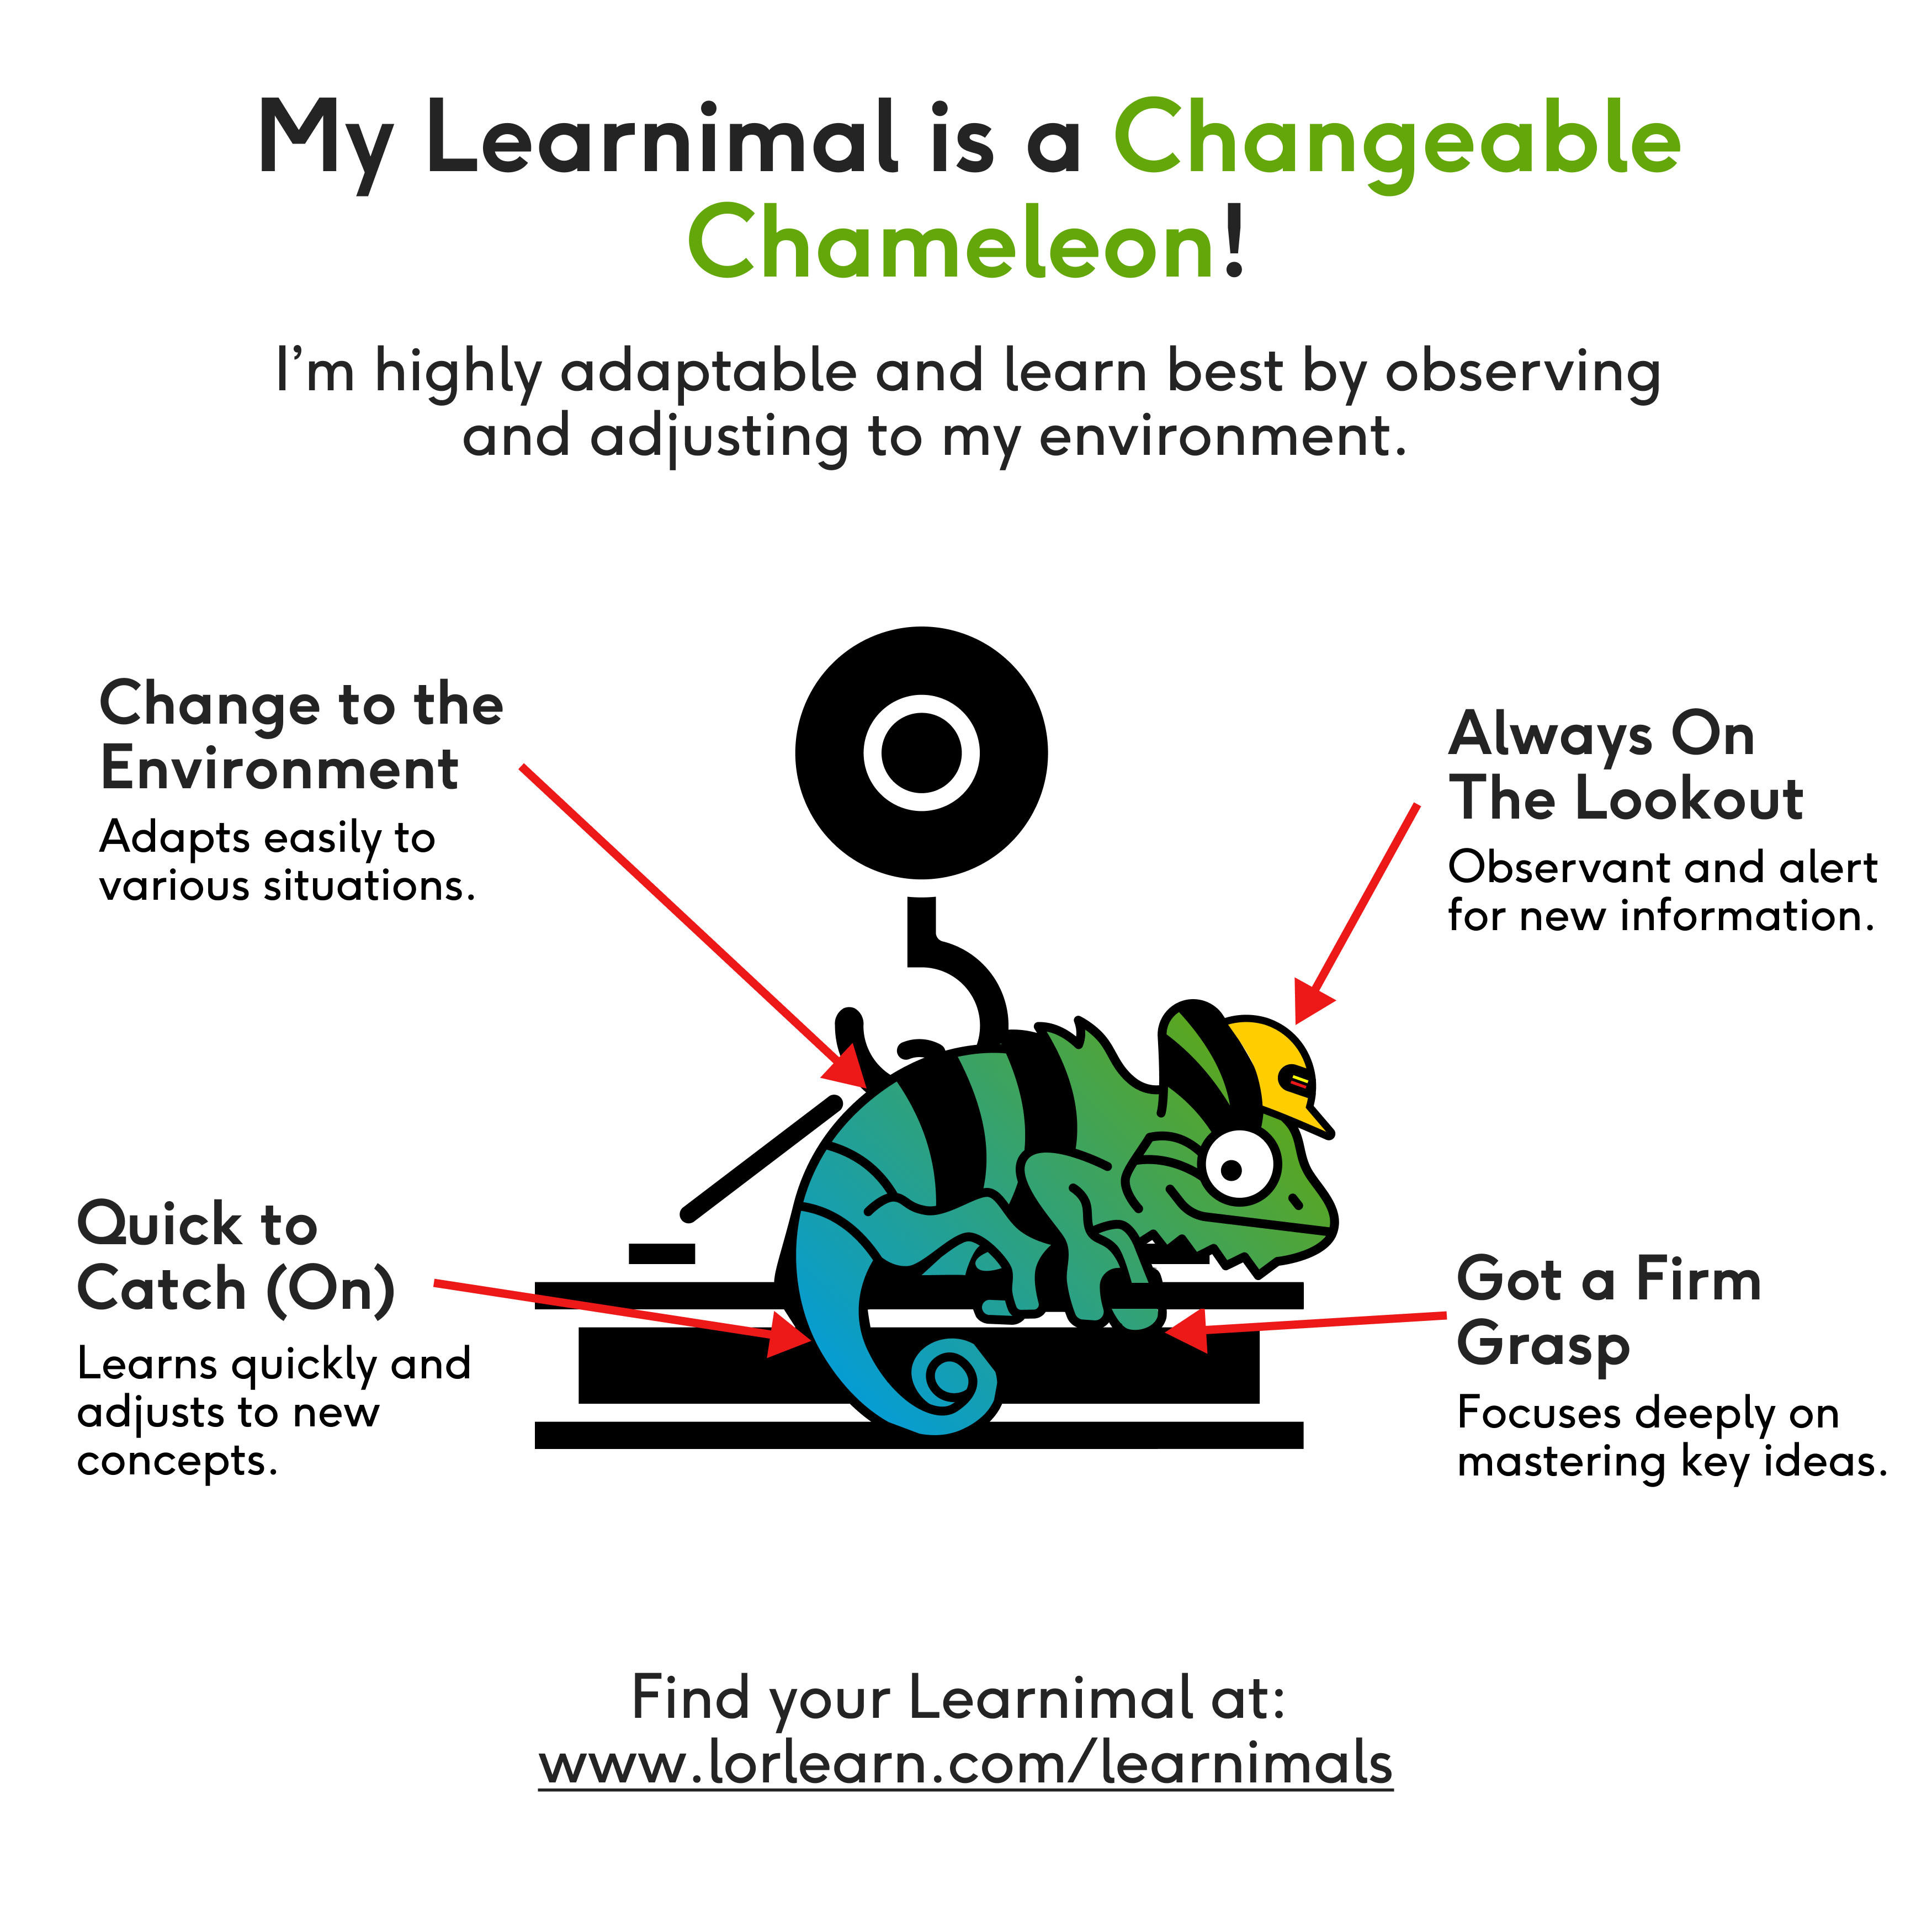 My Learnimal is a Changeable
Chameleon!
I'm highly adaptable and learn best by observing
and adjusting to my environment.
Change to the
Environment
Adapts easily to
various situations.
Always On
The Lookout
Observant and alert
for new information.
Quick to
Catch (On)
Learns quickly and
adjusts to new
concepts.
Got a Firm
Grasp
Focuses deeply on
mastering key ideas.
Find your Learnimal at:
www.lorlearn.com/learnimals